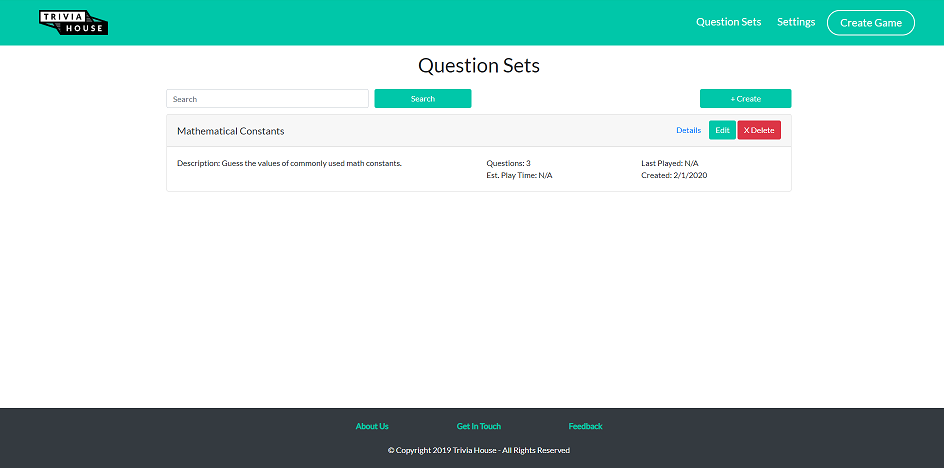 TRIVIA
HOUSE
Question Sets
Settings
Create Game
Question Sets
Search
Search
+ Create
Mathematical Constants
Details
Edit
X Delete
Description: Guess the values of commonly used math constants.
Questions: 3
Last Played: N/A
Est. Play Time: N/A
Created: 2/1/2020
About Us
Get In Touch
Feedback
© Copyright 2019 Trivia House - All Rights Reserved